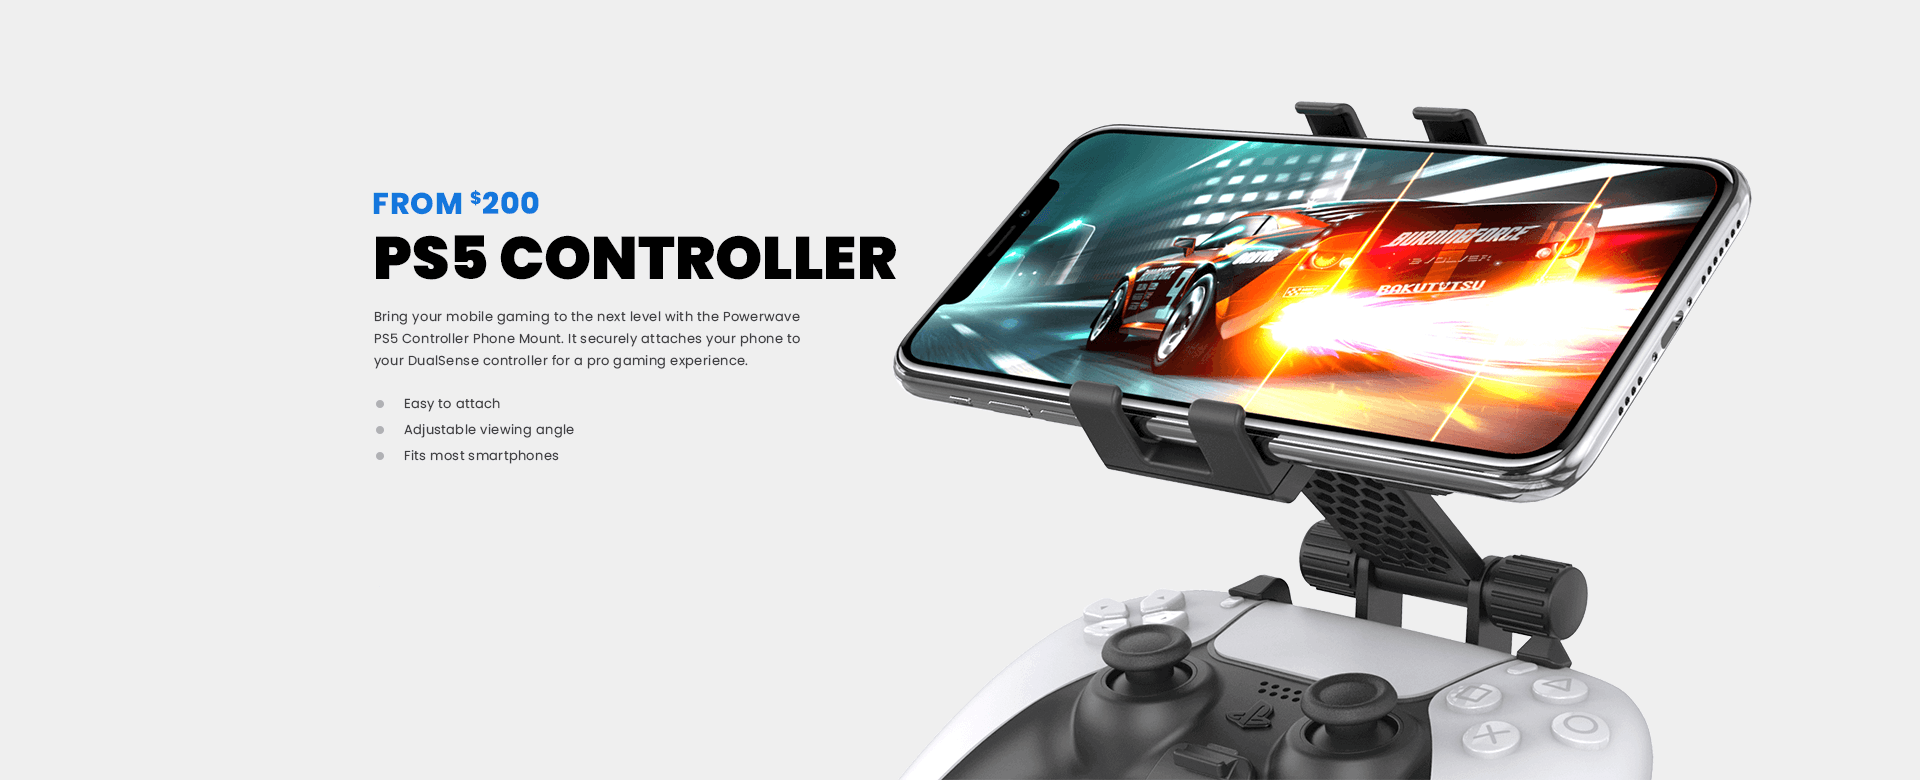 FROM $200
PS5 CONTROLLER
Bring your mobile gaming to the next level with the Powerwave
PS5 Controller Phone Mount. It securely attaches your phone to
your DualSense controller for a pro gaming experience.
Easy to attach
Adjustable viewing angle
Fits most smartphones
BURNINGFORCE
BAKUTVTSU